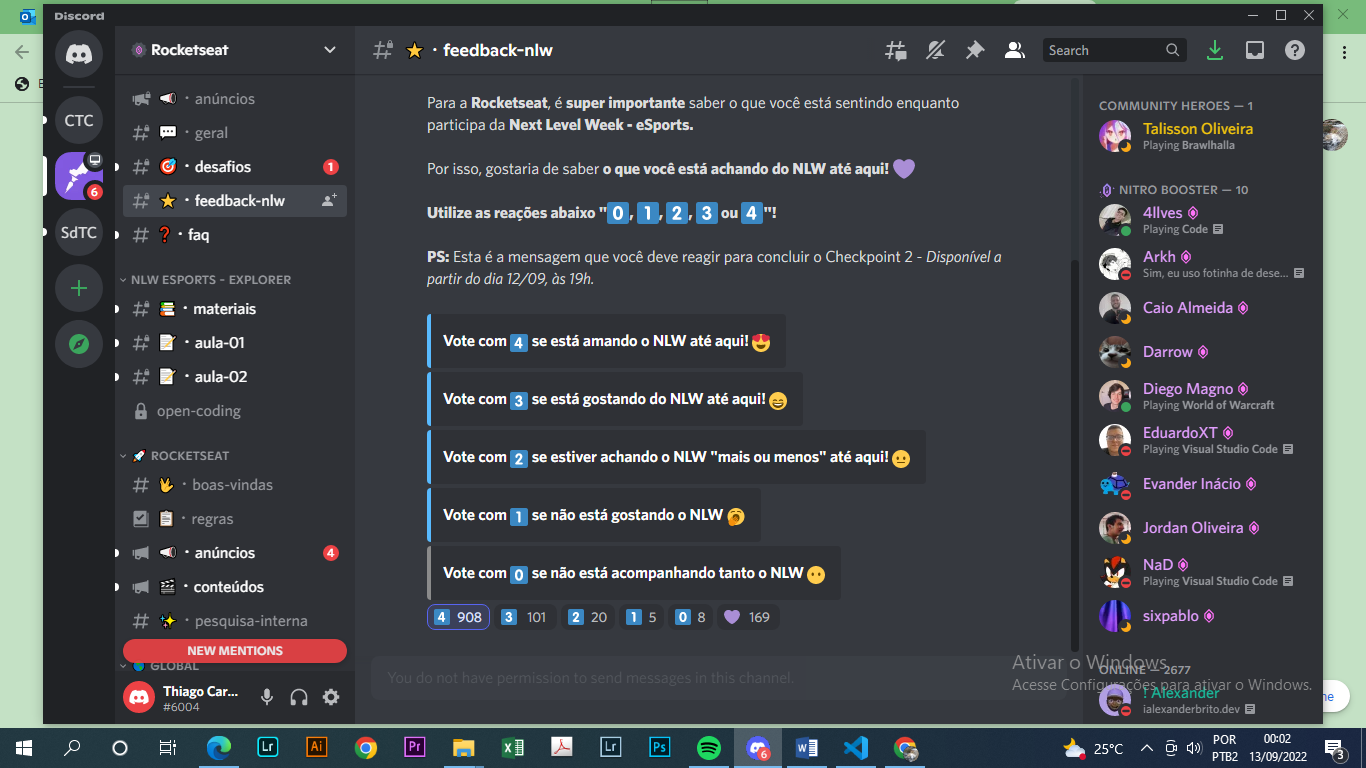 Discord
Rocketseat
⭐・feedback-nlw
Search
📢・anúncios
💬・geral
🎯・desafios 1
⭐・feedback-nlw
❓・faq
NLW ESPORTS – EXPLORER
📚・materiais
📝・aula-01
📝・aula-02
open-coding
🚀 ROCKETSEAT
🖖・boas-vindas
📋・regras
📢・anúncios 4
🎬・conteúdos
✨・pesquisa-interna
NEW MENTIONS
GLOBAL
Thiago Car...
#6004
CTC
6
SdTC
Para a Rocketseat, é super importante saber o que você está sentindo enquanto
participa da Next Level Week - eSports.
Por isso, gostaria de saber o que você está achando do NLW até aqui! 💜
Utilize as reações abaixo "0, 1, 2, 3 ou 4"!
PS: Esta é a mensagem que você deve reagir para concluir o Checkpoint 2 - Disponível a
partir do dia 12/09, às 19h.
Vote com 4 se está amando o NLW até aqui! 😍
Vote com 3 se está gostando do NLW até aqui! 😄
Vote com 2 se estiver achando o NLW "mais ou menos" até aqui! 😐
Vote com 1 se não está gostando o NLW 🥱
Vote com 0 se não está acompanhando tanto o NLW 😶
4 908 3 101 2 20 1 5 0 8 💜 169
You do not have permission to send messages in this channel.
COMMUNITY HEROES — 1
Talisson Oliveira
Playing Brawlhalla
NITRO BOOSTER — 10
4llves
Playing Code
Arkh
Sim, eu uso fotinha de dese...
Caio Almeida
Darrow
Diego Magno
Playing World of Warcraft
EduardoXT
Playing Visual Studio Code
Evander Inácio
Jordan Oliveira
NaD
Playing Visual Studio Code
sixpablo
ONLINE — 2677
! Alexander
ialexanderbrito.dev
Ativar o Windows
Acesse Configurações para ativar o Windows.
Lr
Ai
Pr
Lr
Ps
6
25°C
POR
PTB2
00:02
13/09/2022
3